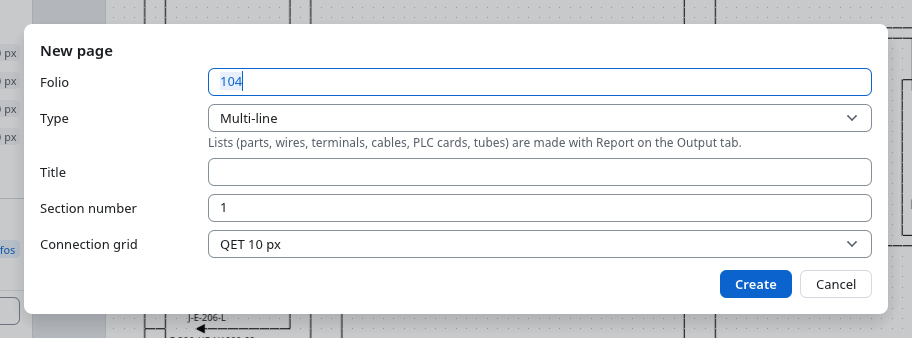 New page
px
Folio
104
px
px
Type
Multi-line
px
Lists (parts, wires, terminals, cables, PLC cards, tubes) are made with Report on the Output tab.
Title
Section number
1
Connection grid
QET 10 px
fos
Create
Cancel
J-E-206-L